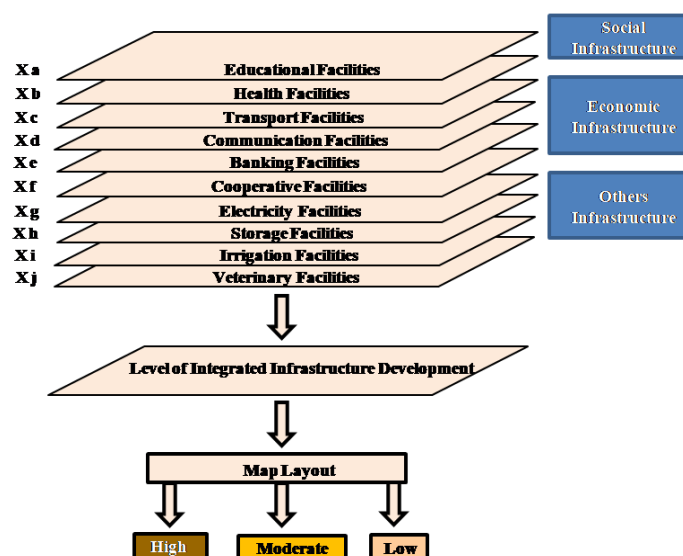 Social
Infrastructure
Xa Educational Facilities
Xb Health Facilities
Economic
Infrastructure
Xc Transport Facilities
Xd Communication Facilities
Xe Banking Facilities
Xf Cooperative Facilities
Others
Infrastructure
Xg Electricity Facilities
Xh Storage Facilities
Xi Irrigation Facilities
Xj Veterinary Facilities
Level of Integrated Infrastructure Development
Map Layout
High Moderate Low